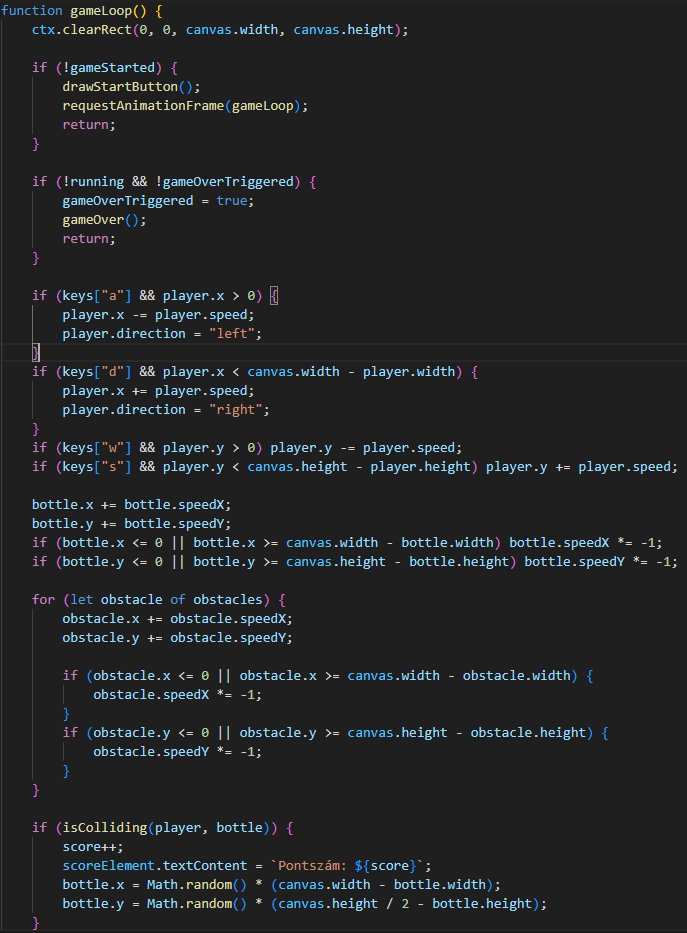 function gameLoop() {
    ctx.clearRect(0, 0, canvas.width, canvas.height);

    if (!gameStarted) {
        drawStartButton();
        requestAnimationFrame(gameLoop);
        return;
    }

    if (!running && !gameOverTriggered) {
        gameOverTriggered = true;
        gameOver();
        return;
    }

    if (keys["a"] && player.x > 0) {
        player.x -= player.speed;
        player.direction = "left";
    }
    if (keys["d"] && player.x < canvas.width - player.width) {
        player.x += player.speed;
        player.direction = "right";
    }
    if (keys["w"] && player.y > 0) player.y -= player.speed;
    if (keys["s"] && player.y < canvas.height - player.height) player.y += player.speed;

    bottle.x += bottle.speedX;
    bottle.y += bottle.speedY;
    if (bottle.x <= 0 || bottle.x >= canvas.width - bottle.width) bottle.speedX *= -1;
    if (bottle.y <= 0 || bottle.y >= canvas.height - bottle.height) bottle.speedY *= -1;

    for (let obstacle of obstacles) {
        obstacle.x += obstacle.speedX;
        obstacle.y += obstacle.speedY;

        if (obstacle.x <= 0 || obstacle.x >= canvas.width - obstacle.width) {
            obstacle.speedX *= -1;
        }
        if (obstacle.y <= 0 || obstacle.y >= canvas.height - obstacle.height) {
            obstacle.speedY *= -1;
        }
    }

    if (isColliding(player, bottle)) {
        score++;
        scoreElement.textContent = `Pontszám: ${score}`;
        bottle.x = Math.random() * (canvas.width - bottle.width);
        bottle.y = Math.random() * (canvas.height / 2 - bottle.height);
    }